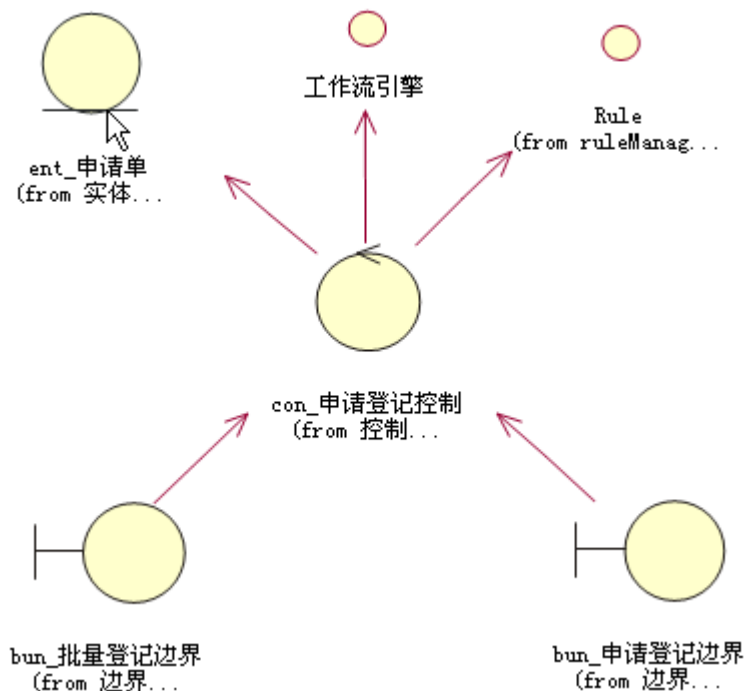 工作流引擎
Rule
(from ruleManag...
ent_申请单
(from 实体...
con_申请登记控制
(from 控制...
bun_批量登记边界
(from 边界...
bun_申请登记边界
(from 边界...